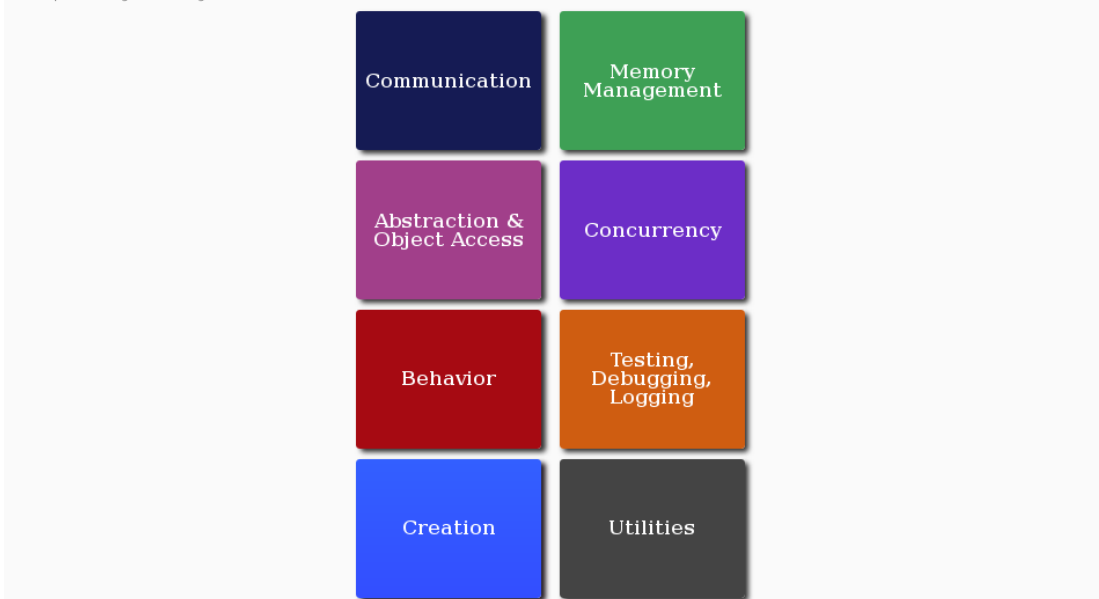 Communication
Memory
Management
Abstraction &
Object Access
Concurrency
Behavior
Testing,
Debugging,
Logging
Creation
Utilities